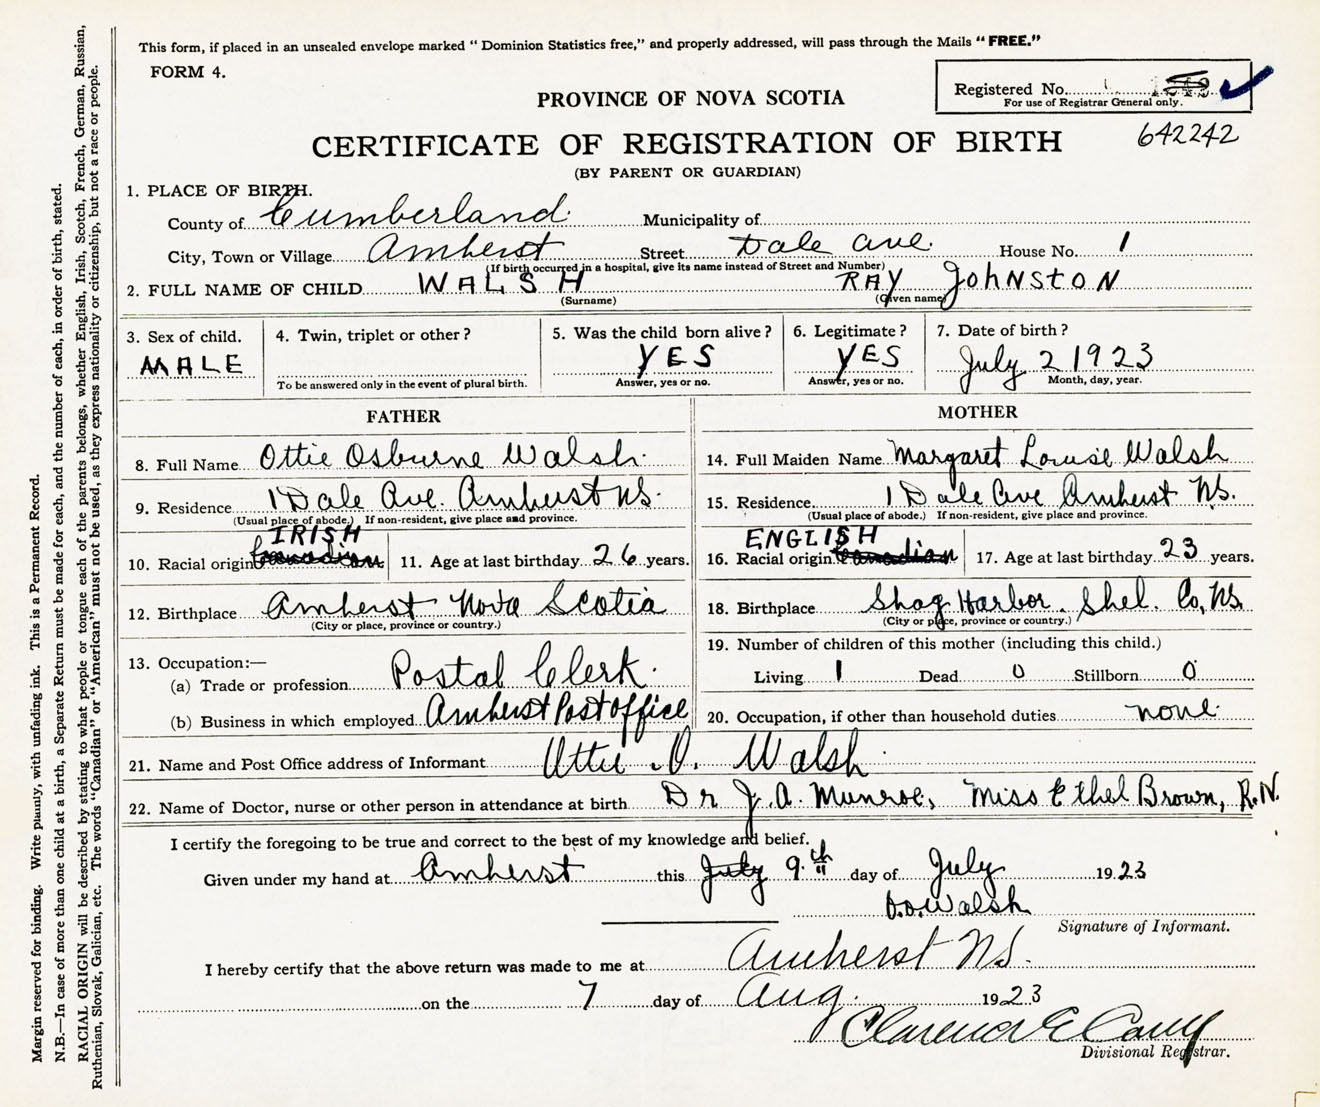 This form, if placed in an unsealed envelope marked " Dominion Statistics free," and properly addressed, will pass through the Mails " FREE."
FORM 4.
Registered No.
For use of Registrar General only.
PROVINCE OF NOVA SCOTIA
CERTIFICATE OF REGISTRATION OF BIRTH
642242
(BY PARENT OR GUARDIAN)
1. PLACE OF BIRTH.
County of Cumberland Municipality of
City, Town or Village Amherst Street Dale Ave. House No. 1
(If birth occurred in a hospital, give its name instead of Street and Number)
2. FULL NAME OF CHILD WALSH RAY JOHNSTON
(Surname) (Given name)
3. Sex of child. 4. Twin, triplet or other? 5. Was the child born alive? 6. Legitimate? 7. Date of birth?
MALE YES YES July 2 1923
To be answered only in the event of plural birth. Answer, yes or no. Answer, yes or no. Month, day, year.
FATHER MOTHER
8. Full Name Ottie Osburne Walsh. 14. Full Maiden Name Margaret Louise Walsh
9. Residence 1 Dale Ave. Amherst NS. 15. Residence 1 Dale Ave Amherst N.S.
(Usual place of abode.) If non-resident, give place and province. (Usual place of abode.) If non-resident, give place and province.
IRISH ENGLISH
10. Racial origin Canadian 11. Age at last birthday 26 years. 16. Racial origin Canadian 17. Age at last birthday 23 years.
12. Birthplace Amherst Nova Scotia 18. Birthplace Shag Harbor. Shel. Co, N.S.
(City or place, province or country.) (City or place, province or country.)
13. Occupation:— 19. Number of children of this mother (including this child.)
(a) Trade or profession Postal Clerk. Living 1 Dead 0 Stillborn 0
(b) Business in which employed Amherst Post office 20. Occupation, if other than household duties none.
21. Name and Post Office address of Informant Ottie O. Walsh.
22. Name of Doctor, nurse or other person in attendance at birth Dr J.A. Munroe, Miss Ethel Brown, R.N.
I certify the foregoing to be true and correct to the best of my knowledge and belief.
Given under my hand at Amherst this July 9th day of July 1923
O.O. Walsh
Signature of Informant.
I hereby certify that the above return was made to me at Amherst NS.
on the 7 day of Aug. 1923
Clarence E Casey
Divisional Registrar.
Margin reserved for binding. Write plainly, with unfading ink. This is a Permanent Record.
N.B.—In case of more than one child at a birth, a Separate Return must be made for each, and the number of each, in order of birth, stated.
RACIAL ORIGIN will be described by stating to what people or tongue each of the parents belongs, whether English, Irish, Scotch, French, German, Russian,
Ruthenian, Slovak, Galician, etc. The words "Canadian" or "American" must not be used, as they express nationality or citizenship, but not a race or people.